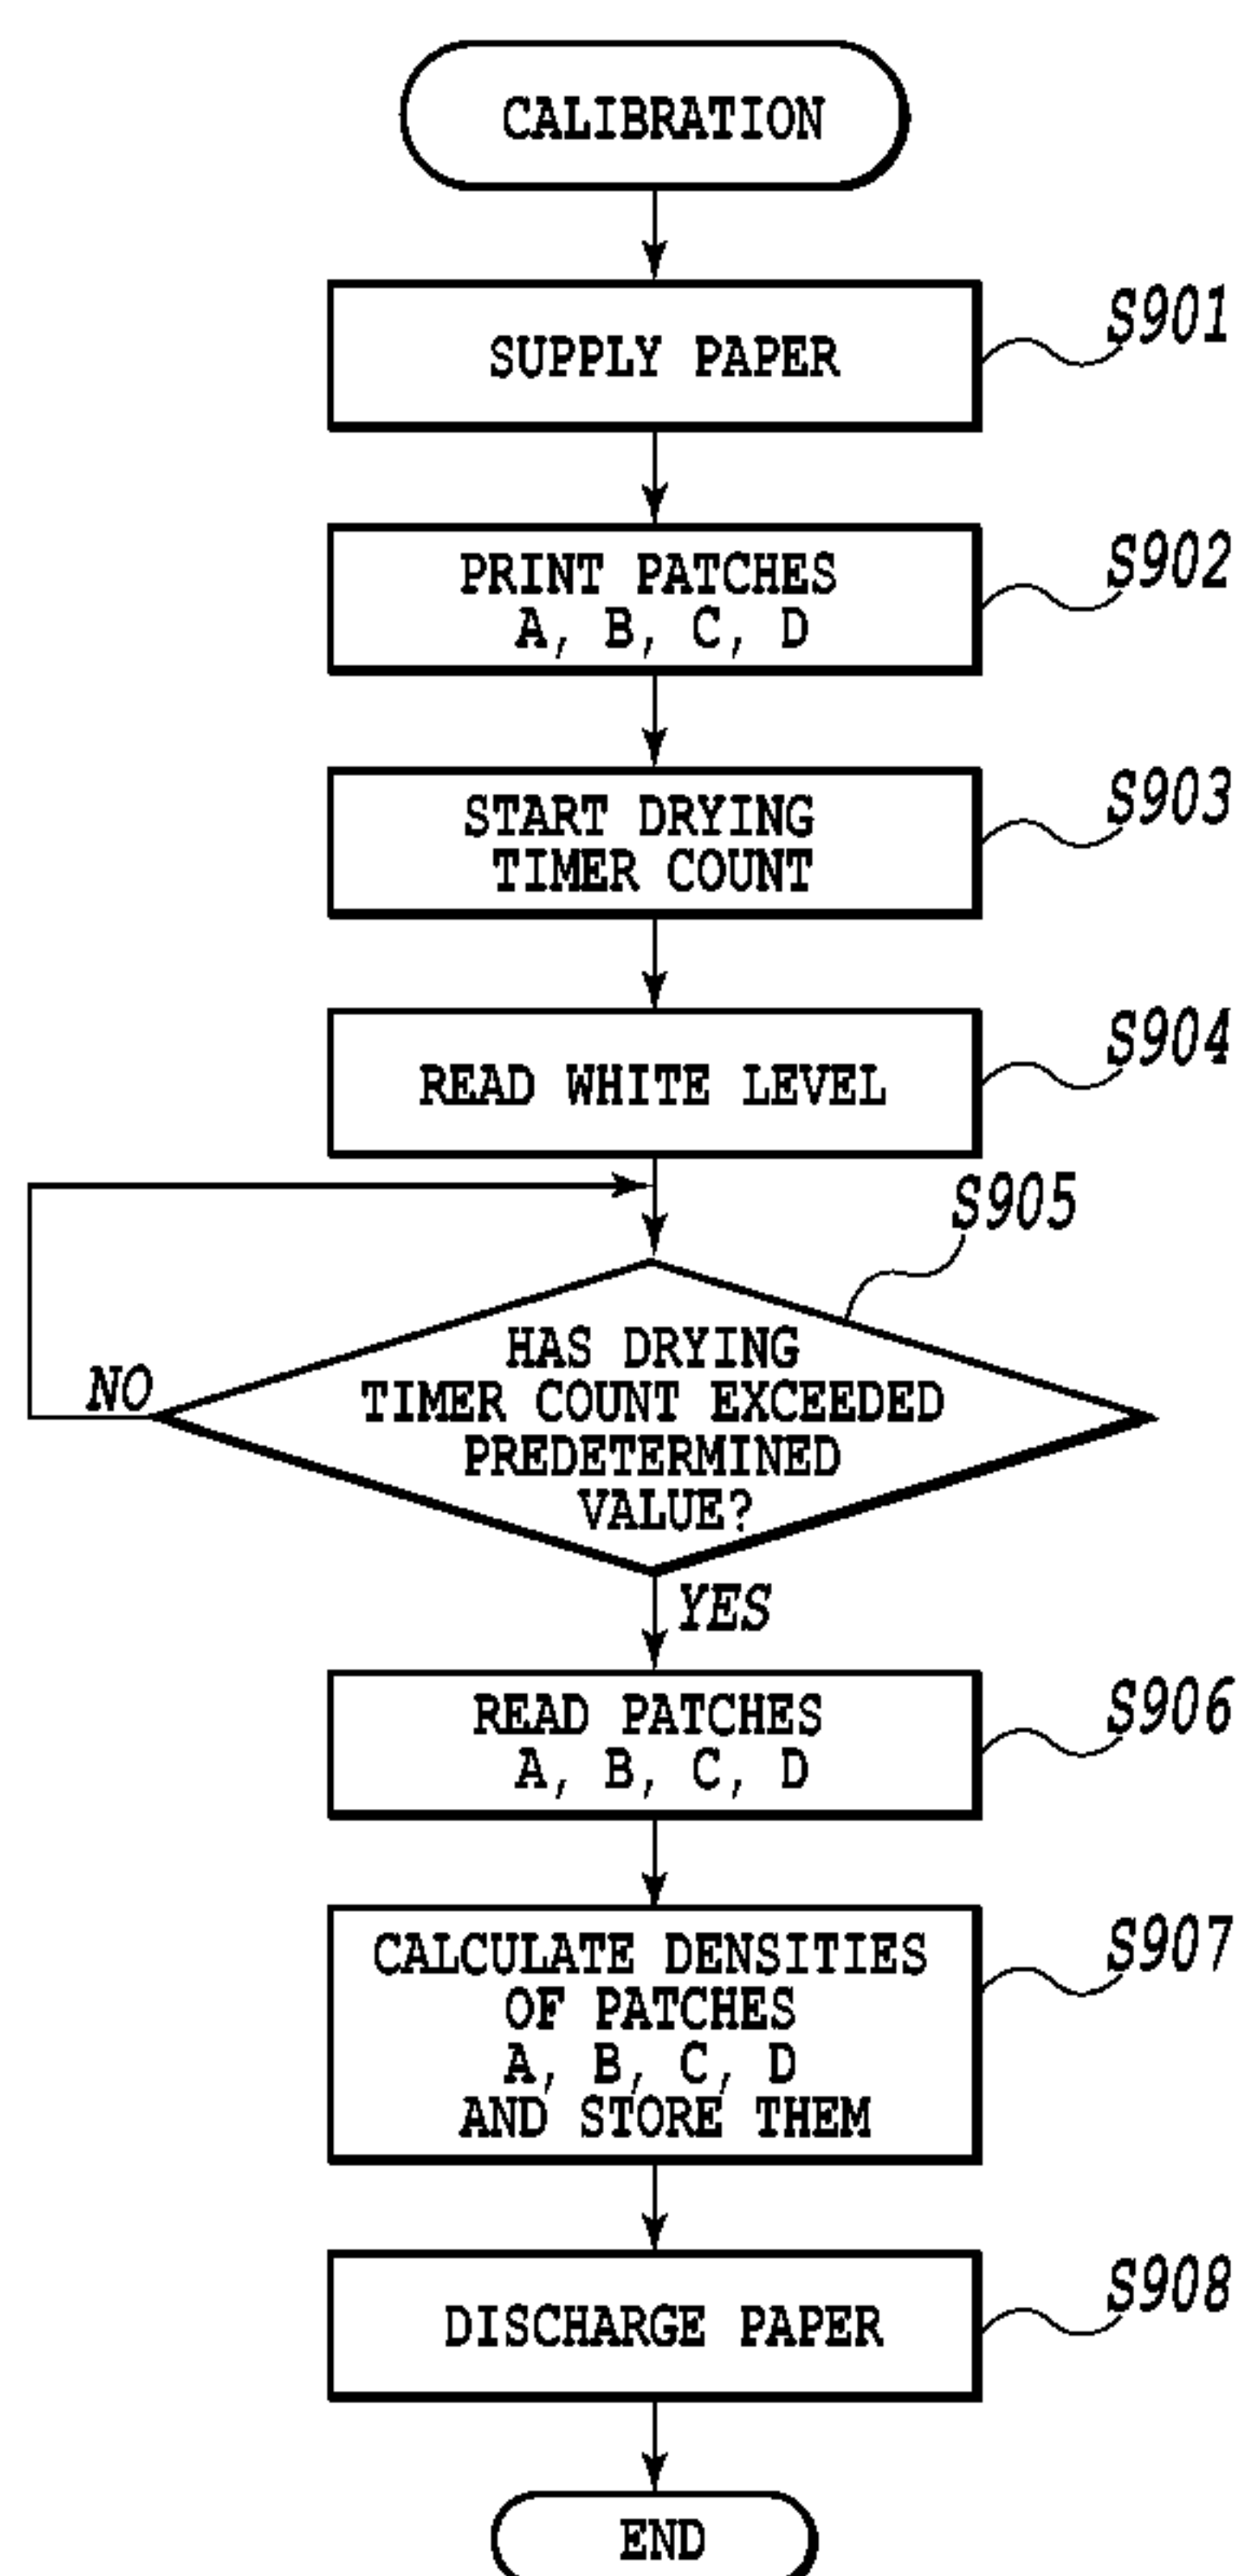 CALIBRATION
SUPPLY PAPER
S901
PRINT PATCHES
A, B, C, D
S902
START DRYING
TIMER COUNT
S903
READ WHITE LEVEL
S904
S905
HAS DRYING
TIMER COUNT EXCEEDED
PREDETERMINED
VALUE?
NO
YES
READ PATCHES
A, B, C, D
S906
CALCULATE DENSITIES
OF PATCHES
A, B, C, D
AND STORE THEM
S907
DISCHARGE PAPER
S908
END